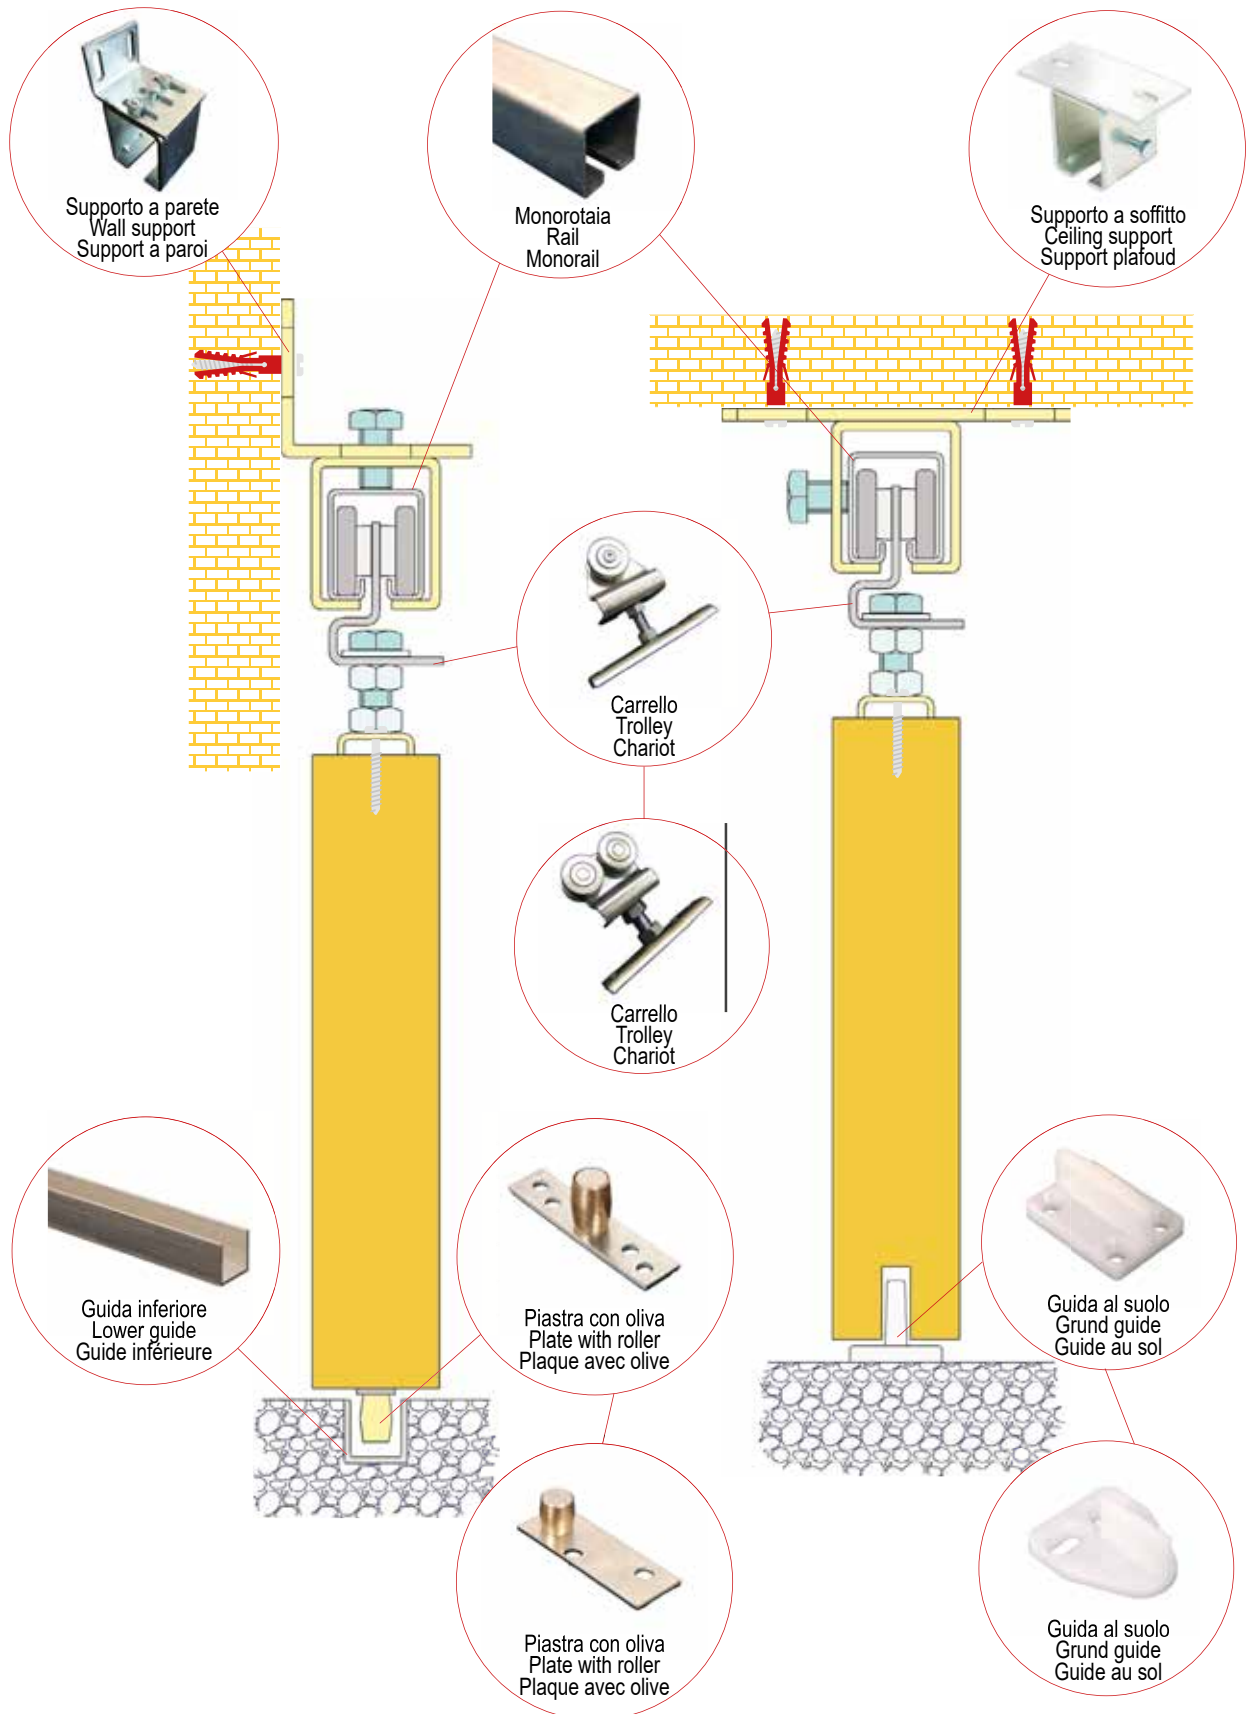 Supporto a parete
Wall support
Support a paroi
Monorotaia
Rail
Monorail
Supporto a soffitto
Ceiling support
Support plafoud
Carrello
Trolley
Chariot
Carrello
Trolley
Chariot
Guida inferiore
Lower guide
Guide inférieure
Piastra con oliva
Plate with roller
Plaque avec olive
Guida al suolo
Grund guide
Guide au sol
Piastra con oliva
Plate with roller
Plaque avec olive
Guida al suolo
Grund guide
Guide au sol